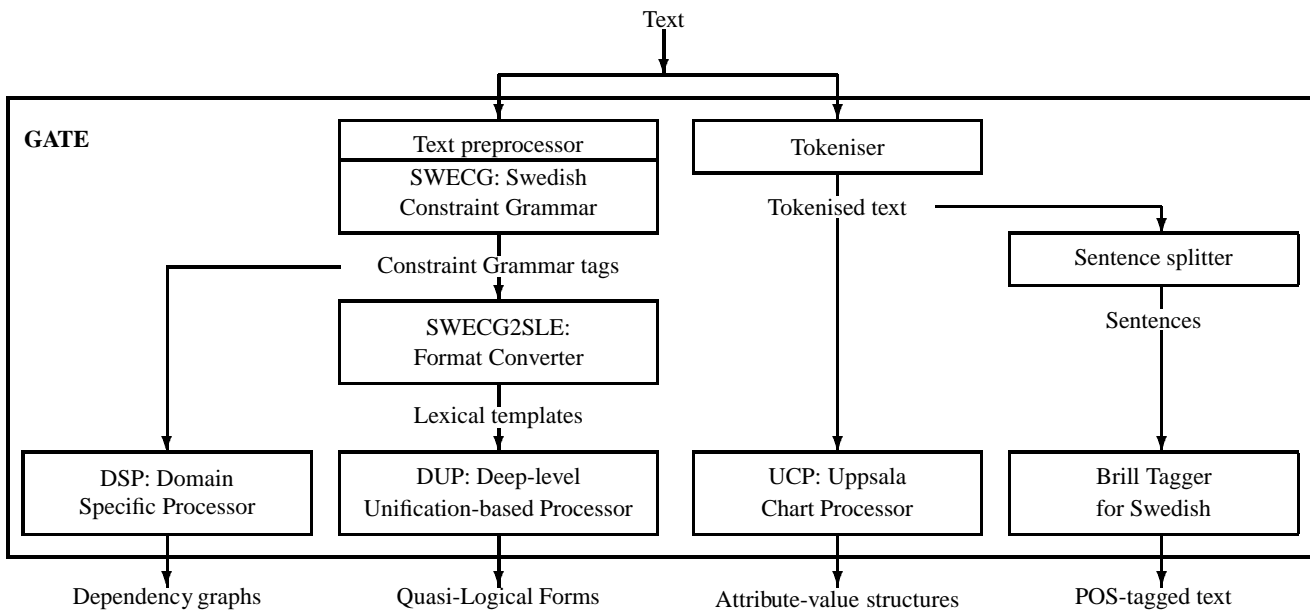 Text
GATE
Text preprocessor
SWECG: Swedish
Constraint Grammar
Tokeniser
Tokenised text
Constraint Grammar tags
Sentence splitter
SWECG2SLE:
Format Converter
Sentences
Lexical templates
DSP: Domain
Specific Processor
DUP: Deep-level
Unification-based Processor
UCP: Uppsala
Chart Processor
Brill Tagger
for Swedish
Dependency graphs
Quasi-Logical Forms
Attribute-value structures
POS-tagged text